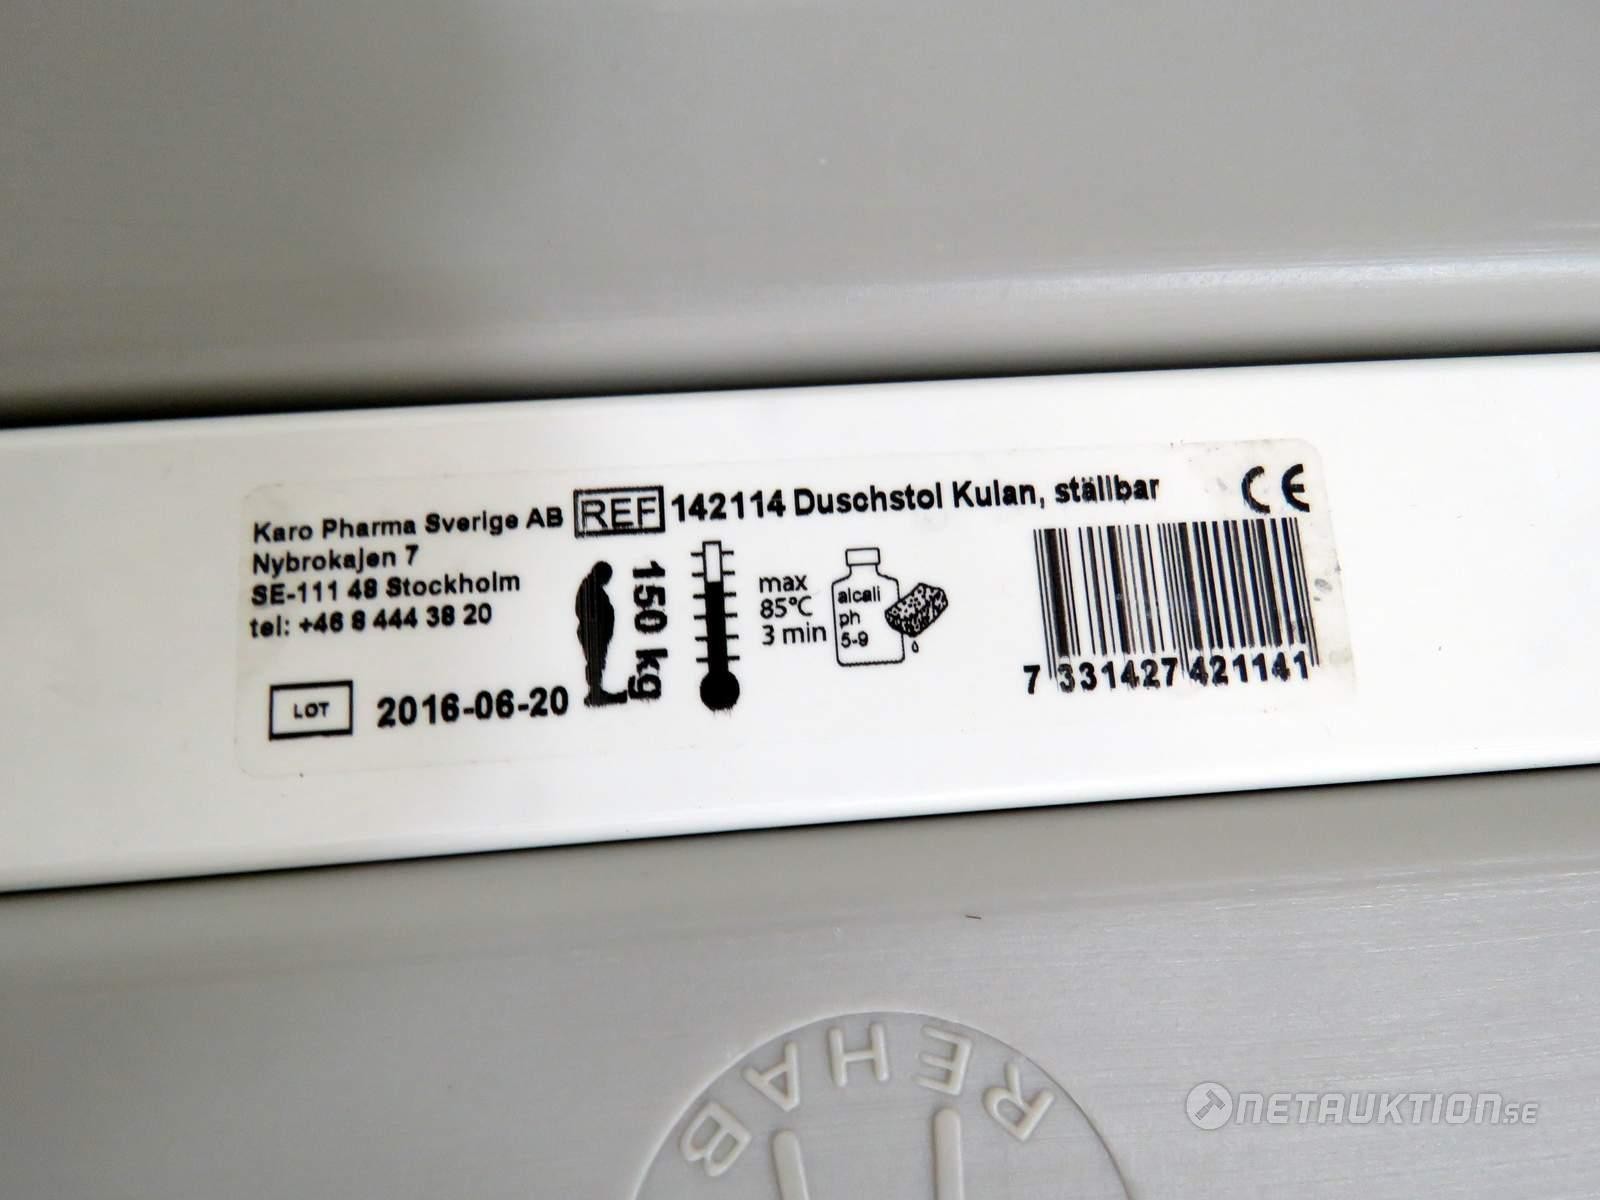 Karo Pharma Sverige AB REF 142114 Duschstol Kulan, ställbar CE
Nybrokajen 7
SE-111 48 Stockholm
tel: +46 8 444 38 20
LOT 2016-06-20
150 kg
max
85°C
3 min
alcali
ph
5-9
7 331427 421141
REHAB
NETAUKTION.SE